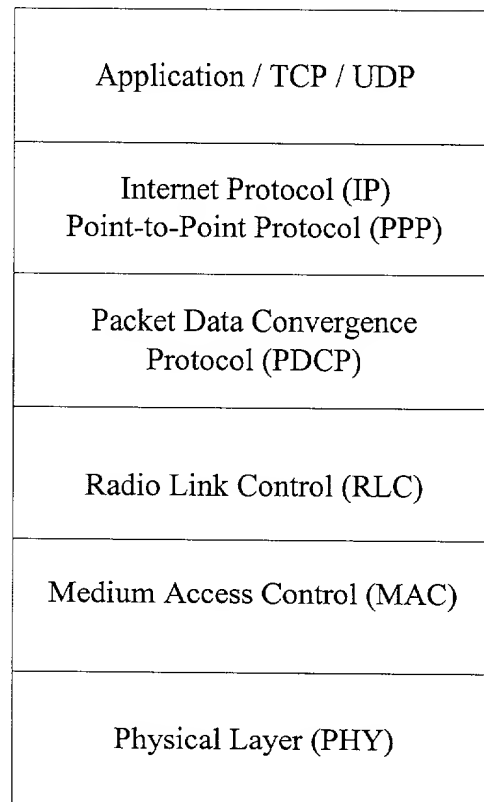 Application / TCP / UDP
Internet Protocol (IP)
Point-to-Point Protocol (PPP)
Packet Data Convergence
Protocol (PDCP)
Radio Link Control (RLC)
Medium Access Control (MAC)
Physical Layer (PHY)